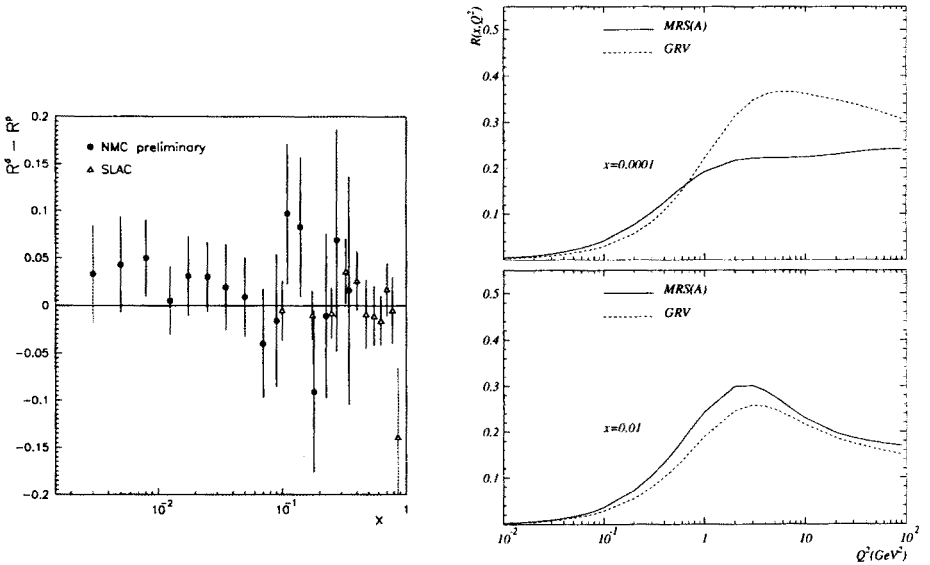 R^d − R^p
0.2
0.15
0.1
0.05
0
−0.05
−0.1
−0.15
−0.2
● NMC preliminary
△ SLAC
10^-2
10^-1
1
x
R(x,Q^2)
0.5
0.4
0.3
0.2
0.1
MRS(A)
GRV
x=0.0001
0.5
0.4
0.3
0.2
0.1
MRS(A)
GRV
x=0.01
10^-2
10^-1
1
10
10^2
Q^2(GeV^2)